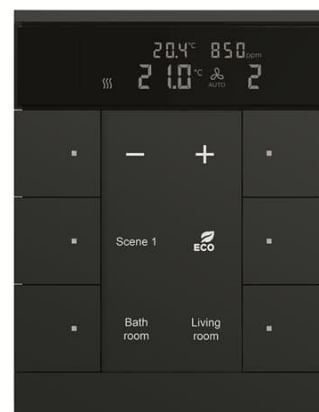 20.4°C 850ppm
21.0°C AUTO 2
− +
Scene 1 ECO
Bath room
Living room